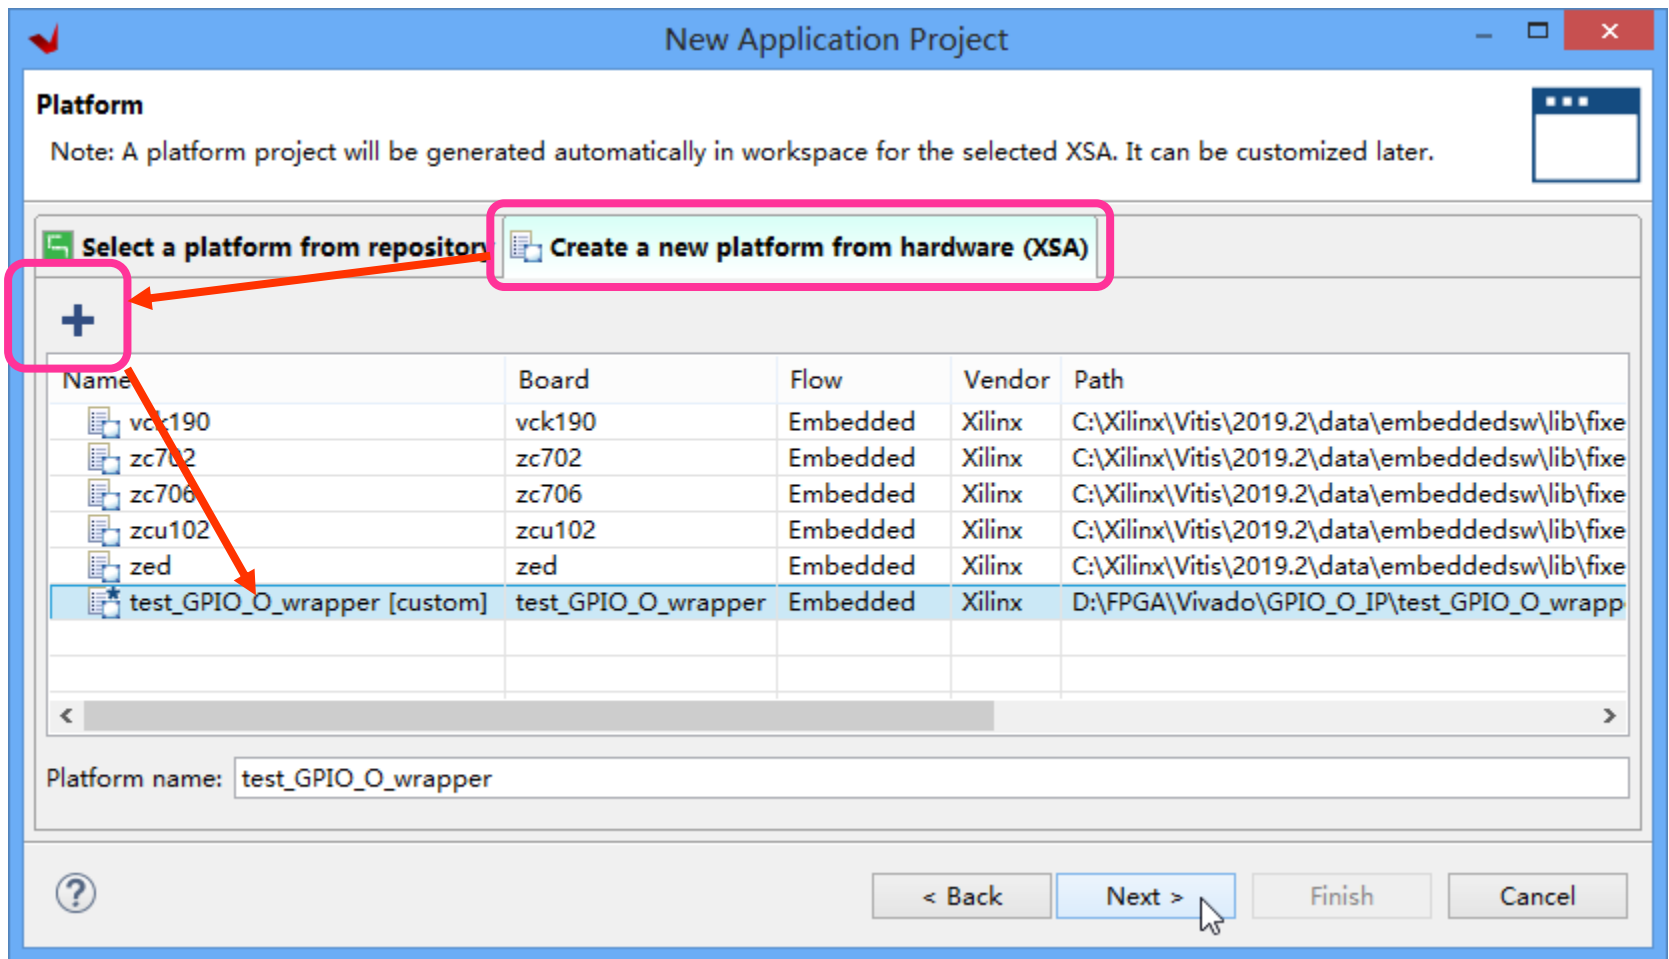 New Application Project
Platform
Note: A platform project will be generated automatically in workspace for the selected XSA. It can be customized later.
Select a platform from repository Create a new platform from hardware (XSA)
Name Board Flow Vendor Path
vck190 vck190 Embedded Xilinx C:\Xilinx\Vitis\2019.2\data\embeddedsw\lib\fixe
zc702 zc702 Embedded Xilinx C:\Xilinx\Vitis\2019.2\data\embeddedsw\lib\fixe
zc706 zc706 Embedded Xilinx C:\Xilinx\Vitis\2019.2\data\embeddedsw\lib\fixe
zcu102 zcu102 Embedded Xilinx C:\Xilinx\Vitis\2019.2\data\embeddedsw\lib\fixe
zed zed Embedded Xilinx C:\Xilinx\Vitis\2019.2\data\embeddedsw\lib\fixe
test_GPIO_O_wrapper [custom] test_GPIO_O_wrapper Embedded Xilinx D:\FPGA\Vivado\GPIO_O_IP\test_GPIO_O_wrapp
Platform name: test_GPIO_O_wrapper
< Back Next > Finish Cancel